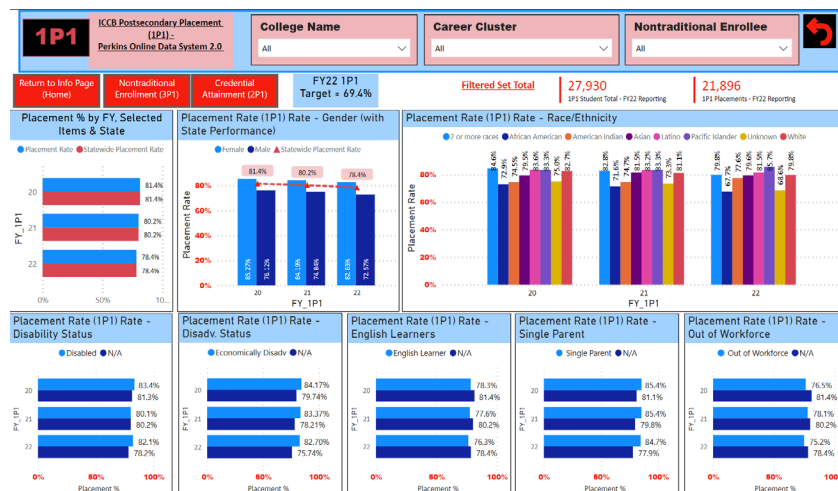 1P1
ICCB Postsecondary Placement
(1P1) -
Perkins Online Data System 2.0
College Name
All
Career Cluster
All
Nontraditional Enrollee
All
Return to Info Page
(Home)
Nontraditional
Enrollment (3P1)
Credential
Attainment (2P1)
FY22 1P1
Target = 69.4%
Filtered Set Total
27,930
1P1 Student Total - FY22 Reporting
21,896
1P1 Placements - FY22 Reporting
Placement % by FY, Selected
Items & State
Placement Rate Statewide Placement Rate
FY_1P1
20
81.4%
81.4%
21
80.2%
80.2%
22
78.4%
78.4%
0% 50% 10...
Placement Rate (1P1) Rate - Gender (with
State Performance)
Female Male Statewide Placement Rate
Placement Rate
80%
60%
40%
20%
0%
81.4% 80.2% 78.4%
85.27% 76.12% 84.19% 74.84% 82.63% 72.57%
20 21 22
FY_1P1
Placement Rate (1P1) Rate - Race/Ethnicity
2 or more races African American American Indian Asian Latino Pacific Islander Unknown White
Placement Rate
80%
60%
40%
20%
0%
84.6% 72.9% 74.5% 79.5% 83.6% 83.3% 75.0% 82.7%
82.8% 71.6% 74.7% 81.5% 83.2% 83.3% 73.3% 81.1%
79.8% 67.7% 77.6% 79.6% 81.5% 85.7% 68.6% 79.8%
20 21 22
FY_1P1
Placement Rate (1P1) Rate -
Disability Status
Disabled N/A
FY_1P1
20
83.4%
81.3%
21
80.1%
80.2%
22
82.1%
78.2%
0% 100%
Placement %
Placement Rate (1P1) Rate -
Disadv. Status
Economically Disadv N/A
FY_1P1
20
84.17%
79.74%
21
83.37%
78.21%
22
82.70%
75.74%
0% 100%
Placement %
Placement Rate (1P1) Rate -
English Learners
English Learner N/A
FY_1P1
20
78.3%
81.4%
21
77.6%
80.2%
22
76.3%
78.4%
0% 100%
Placement %
Placement Rate (1P1) Rate -
Single Parent
Single Parent N/A
FY_1P1
20
85.4%
81.1%
21
85.4%
79.8%
22
84.7%
77.9%
0% 100%
Placement %
Placement Rate (1P1) Rate -
Out of Workforce
Out of Workforce N/A
FY_1P1
20
76.5%
81.4%
21
78.1%
80.2%
22
75.2%
78.4%
0% 100%
Placement %